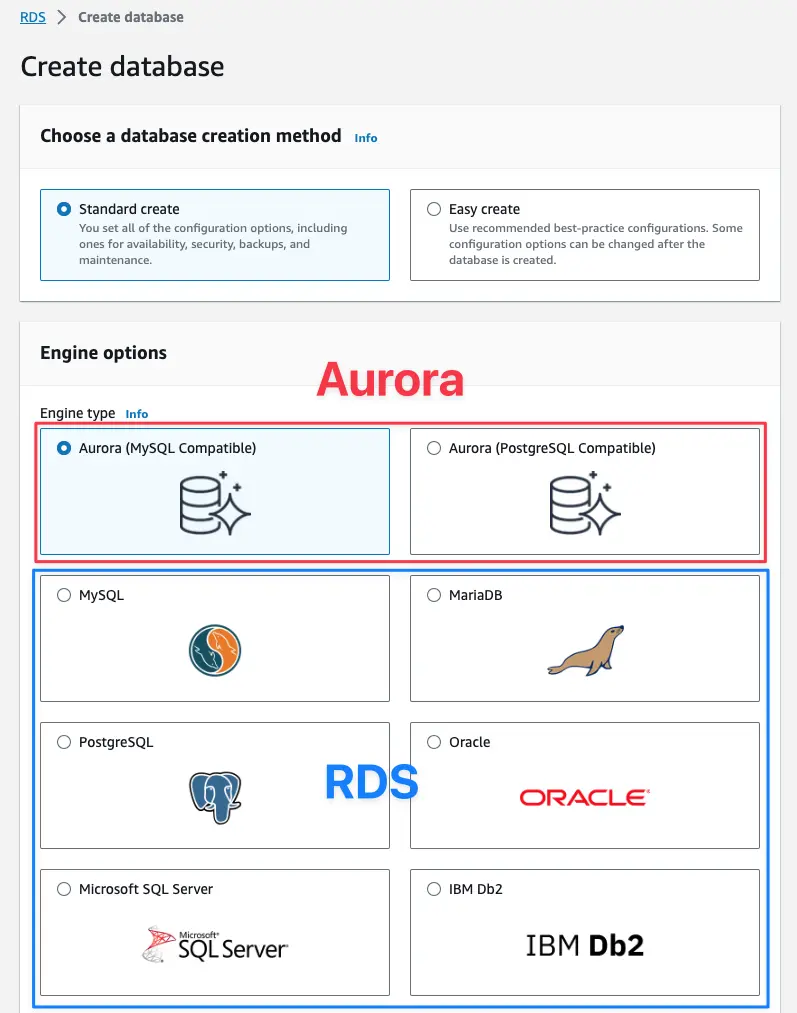 RDS > Create database
Create database
Choose a database creation method Info
Standard create
You set all of the configuration options, including
ones for availability, security, backups, and
maintenance.
Easy create
Use recommended best-practice configurations. Some
configuration options can be changed after the
database is created.
Engine options
Aurora
Engine type Info
Aurora (MySQL Compatible)
Aurora (PostgreSQL Compatible)
MySQL
MariaDB
PostgreSQL
Oracle
RDS
ORACLE
Microsoft SQL Server
IBM Db2
Microsoft
SQL Server
IBM Db2